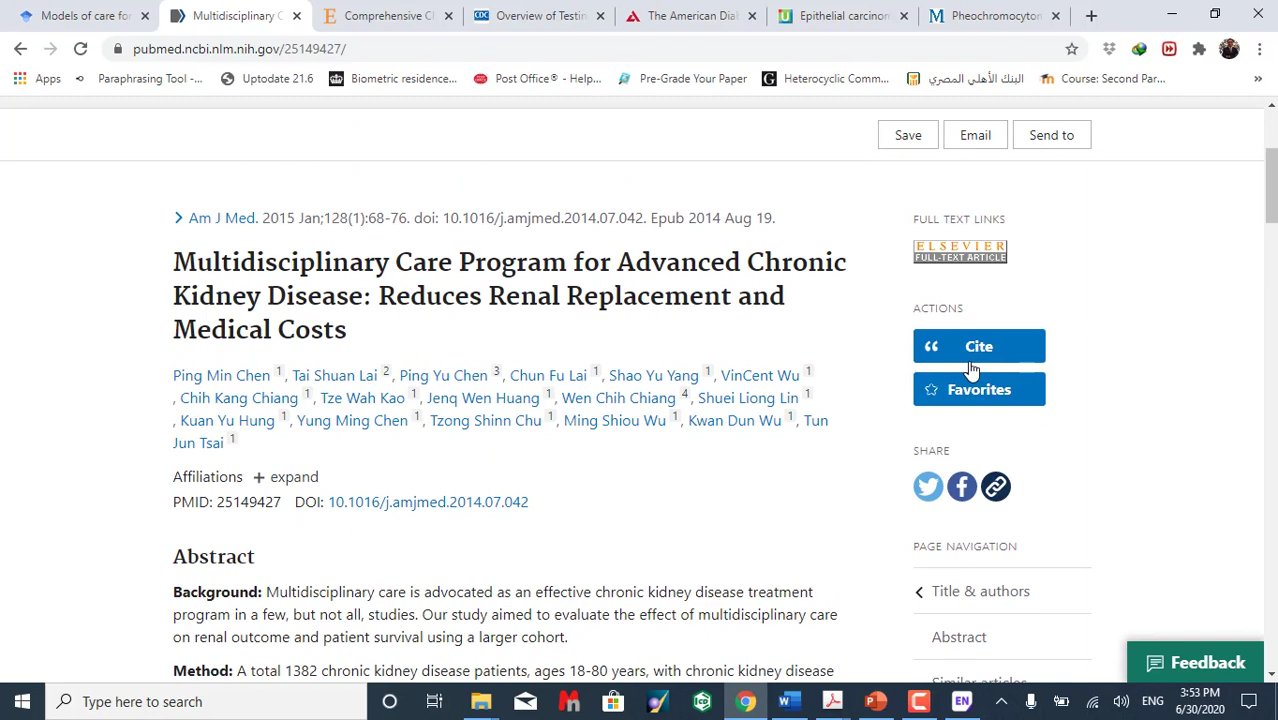 Models of care for
Multidisciplinary C
Comprehensive Cl
CDC
Overview of Testin
The American Dial
Epithelial carcinom
Pheochromocyton
pubmed.ncbi.nlm.nih.gov/25149427/
Apps
Paraphrasing Tool -...
Uptodate 21.6
Biometric residence...
Post Office® - Help...
Pre-Grade Your Paper
Heterocyclic Comm...
البنك الأهلي المصري
Course: Second Par...
»
Save
Email
Send to
Am J Med. 2015 Jan;128(1):68-76. doi: 10.1016/j.amjmed.2014.07.042. Epub 2014 Aug 19.
Multidisciplinary Care Program for Advanced Chronic
Kidney Disease: Reduces Renal Replacement and
Medical Costs
Ping Min Chen 1, Tai Shuan Lai 2, Ping Yu Chen 3, Chun Fu Lai 1, Shao Yu Yang 1, VinCent Wu 1
, Chih Kang Chiang 1, Tze Wah Kao 1, Jenq Wen Huang 1, Wen Chih Chiang 4, Shuei Liong Lin 1
, Kuan Yu Hung 1, Yung Ming Chen 1, Tzong Shinn Chu 1, Ming Shiou Wu 1, Kwan Dun Wu 1, Tun
Jun Tsai 1
Affiliations + expand
PMID: 25149427 DOI: 10.1016/j.amjmed.2014.07.042
Abstract
Background: Multidisciplinary care is advocated as an effective chronic kidney disease treatment
program in a few, but not all, studies. Our study aimed to evaluate the effect of multidisciplinary care
on renal outcome and patient survival using a larger cohort.
Method: A total 1382 chronic kidney disease patients, ages 18-80 years, with chronic kidney disease
FULL TEXT LINKS
ELSEVIER
FULL-TEXT ARTICLE
ACTIONS
Cite
Favorites
SHARE
PAGE NAVIGATION
Title & authors
Abstract
Similar articles
Feedback
Type here to search
EN
ENG
3:53 PM
6/30/2020